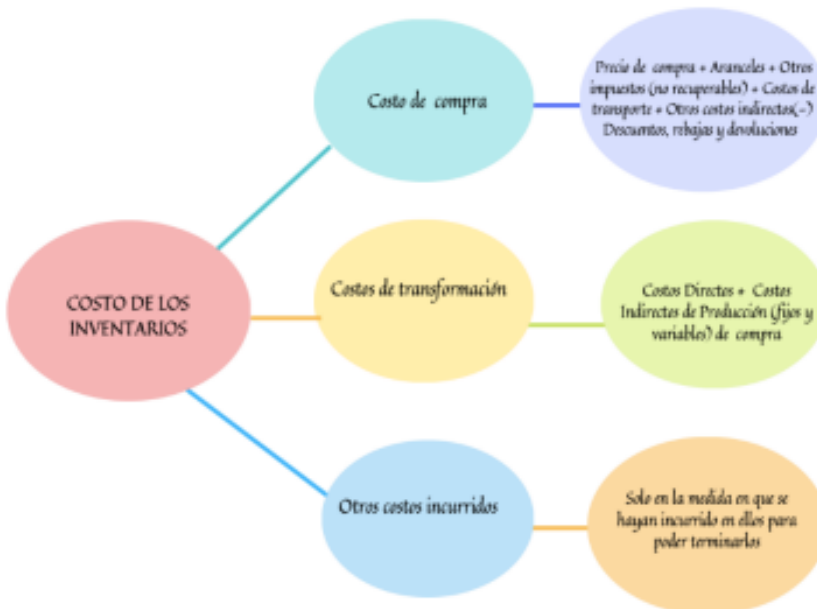 Costo de compra
Precio de compra + Aranceles + Otros
impuestos (no recuperables) + Costos de
transporte + Otros costos indirectos(-)
Descuentos, rebajas y devoluciones
COSTO DE LOS
INVENTARIOS
Costos de transformación
Costos Directos + Costos
Indirectos de Producción (fijos y
variables) de compra
Otros costos incurridos
Solo en la medida en que se
hayan incurrido en ellos para
poder terminarlos